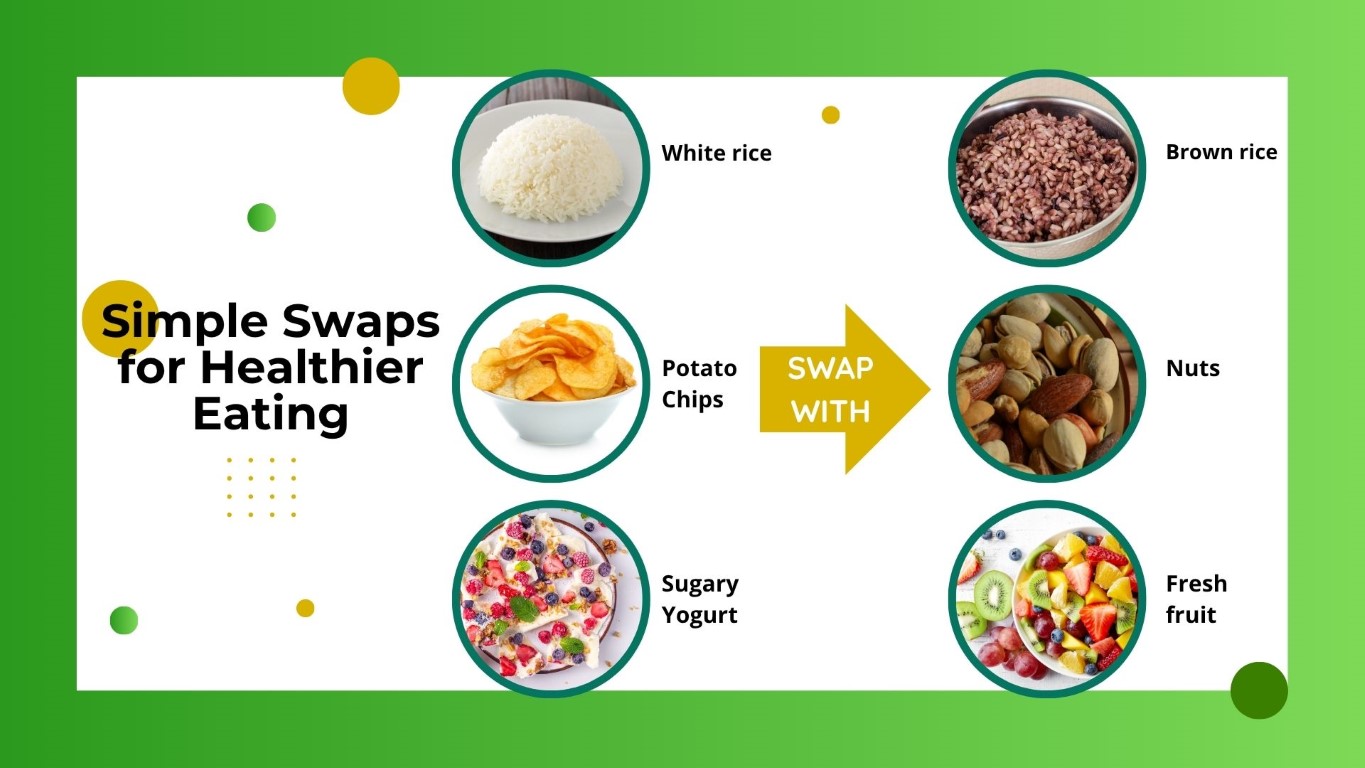 Simple Swaps
for Healthier
Eating
White rice
Brown rice
Potato
Chips
SWAP
WITH
Nuts
Sugary
Yogurt
Fresh
fruit